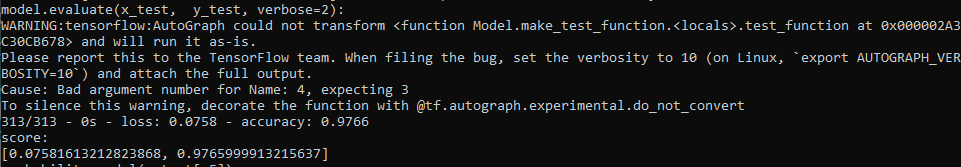 model.evaluate(x_test,  y_test, verbose=2):
WARNING:tensorflow:AutoGraph could not transform <function Model.make_test_function.<locals>.test_function at 0x000002A3
C30CB678> and will run it as-is.
Please report this to the TensorFlow team. When filing the bug, set the verbosity to 10 (on Linux, `export AUTOGRAPH_VER
BOSITY=10`) and attach the full output.
Cause: Bad argument number for Name: 4, expecting 3
To silence this warning, decorate the function with @tf.autograph.experimental.do_not_convert
313/313 - 0s - loss: 0.0758 - accuracy: 0.9766
score:
[0.07581613212823868, 0.9765999913215637]